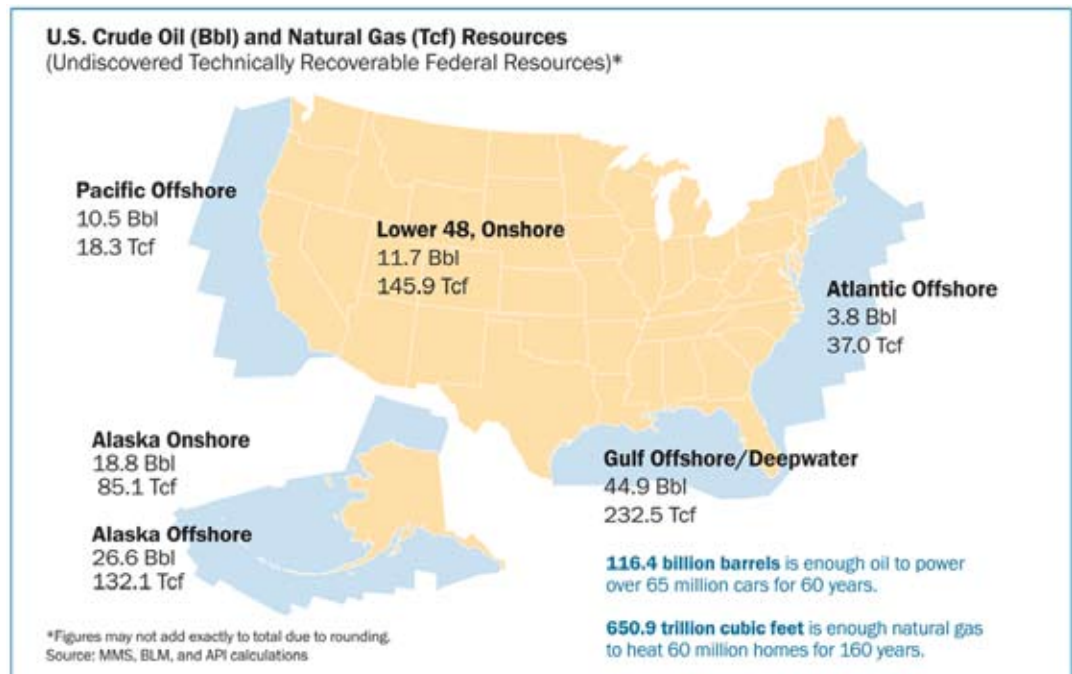 U.S. Crude Oil (Bbl) and Natural Gas (Tcf) Resources
(Undiscovered Technically Recoverable Federal Resources)*
Pacific Offshore
10.5 Bbl
18.3 Tcf
Lower 48, Onshore
11.7 Bbl
145.9 Tcf
Atlantic Offshore
3.8 Bbl
37.0 Tcf
Alaska Onshore
18.8 Bbl
85.1 Tcf
Gulf Offshore/Deepwater
44.9 Bbl
232.5 Tcf
Alaska Offshore
26.6 Bbl
132.1 Tcf
116.4 billion barrels is enough oil to power
over 65 million cars for 60 years.
650.9 trillion cubic feet is enough natural gas
to heat 60 million homes for 160 years.
*Figures may not add exactly to total due to rounding.
Source: MMS, BLM, and API calculations